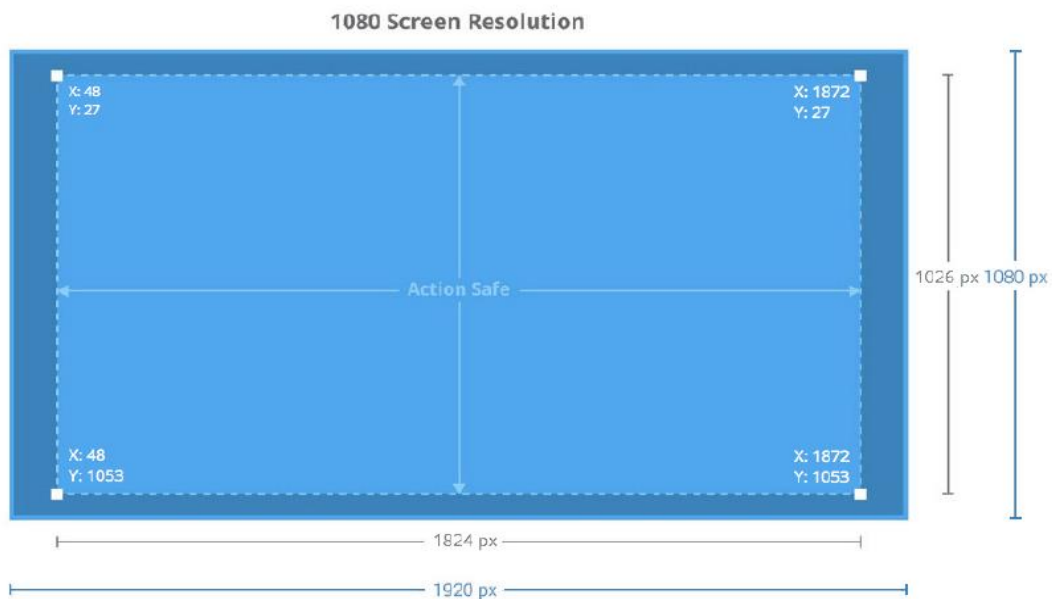 1080 Screen Resolution
X: 48
Y: 27
X: 1872
Y: 27
Action Safe
1026 px
1080 px
X: 48
Y: 1053
X: 1872
Y: 1053
1824 px
1920 px